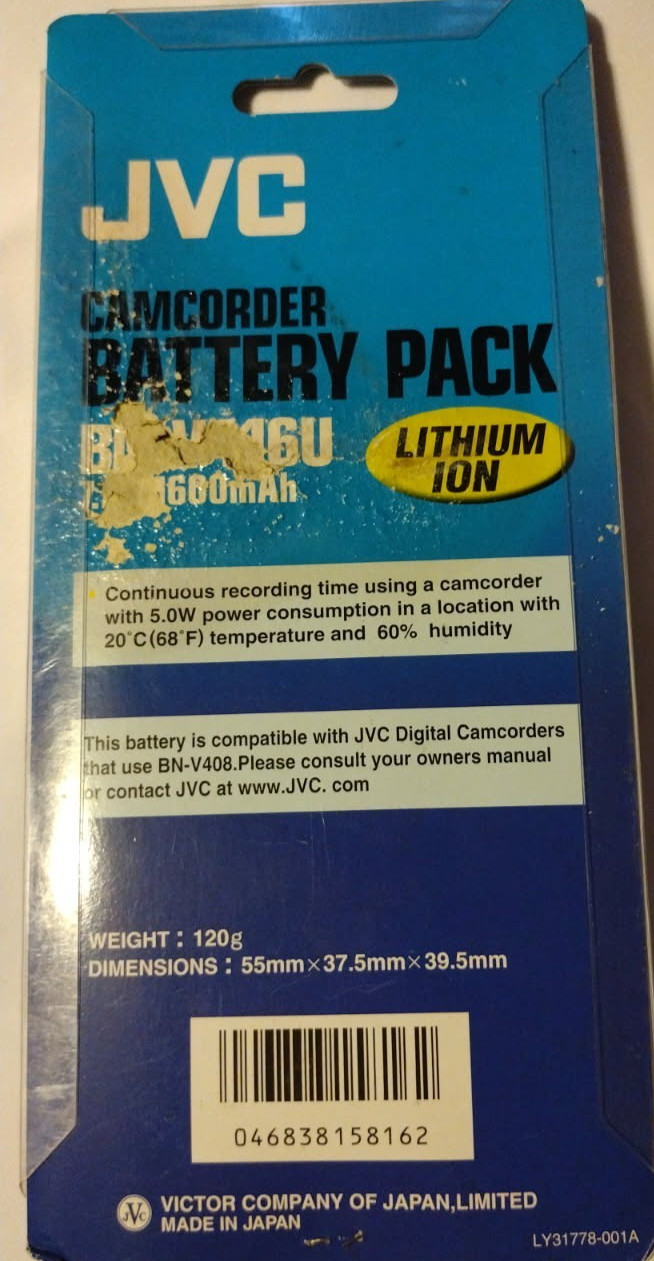 JVC
CAMCORDER
BATTERY PACK
LITHIUM
ION
Continuous recording time using a camcorder
with 5.0W power consumption in a location with
20°C(68°F) temperature and 60% humidity
This battery is compatible with JVC Digital Camcorders
that use BN-V408.Please consult your owners manual
or contact JVC at www.JVC. com
WEIGHT : 120g
DIMENSIONS : 55mm×37.5mm×39.5mm
046838158162
JVC
VICTOR COMPANY OF JAPAN,LIMITED
MADE IN JAPAN
LY31778-001A